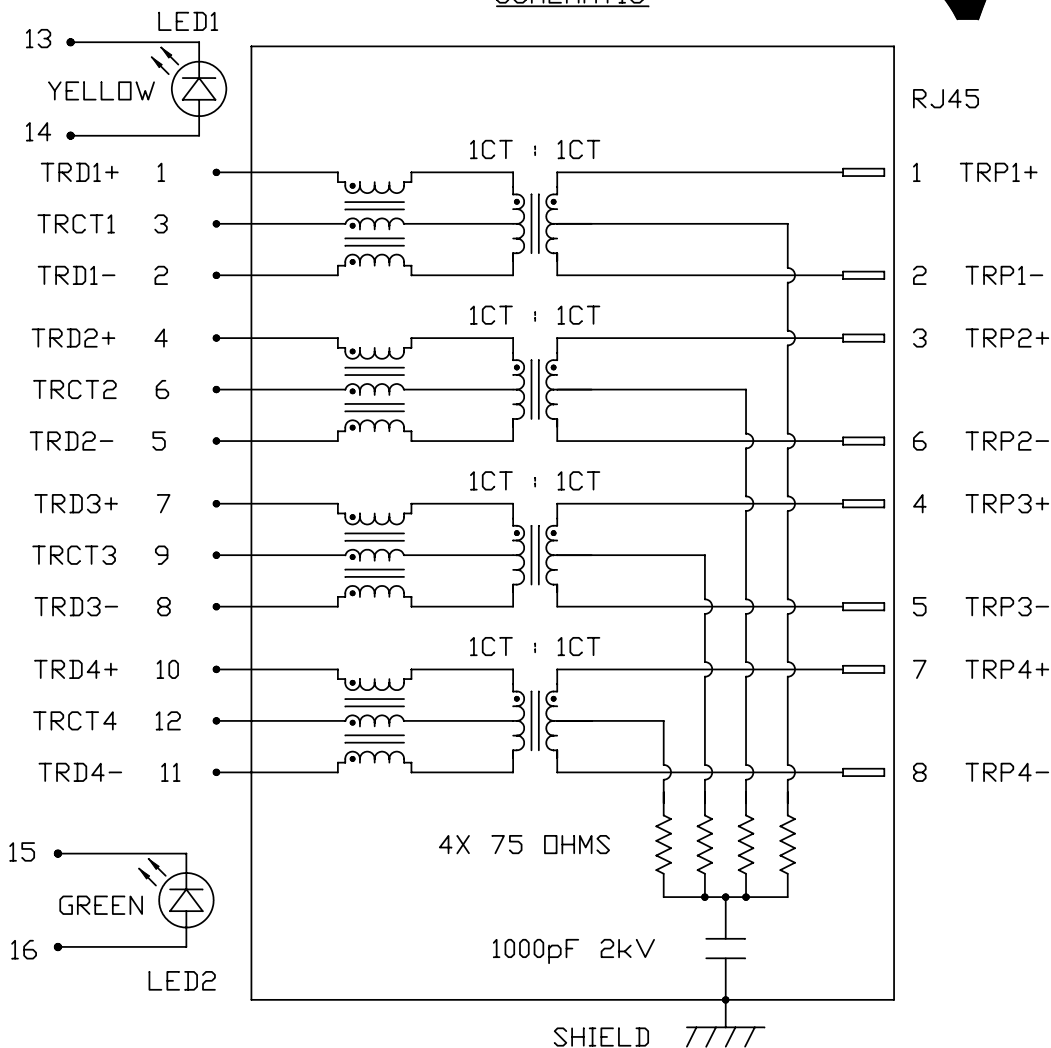 SCHEMATIC
LED1
13
YELLOW
14
RJ45
1CT : 1CT
TRD1+ 1
1 TRP1+
TRCT1 3
TRD1- 2
2 TRP1-
1CT : 1CT
TRD2+ 4
3 TRP2+
TRCT2 6
TRD2- 5
6 TRP2-
1CT : 1CT
TRD3+ 7
4 TRP3+
TRCT3 9
TRD3- 8
5 TRP3-
1CT : 1CT
TRD4+ 10
7 TRP4+
TRCT4 12
TRD4- 11
8 TRP4-
4X 75 OHMS
15
GREEN
16
LED2
1000pF 2kV
SHIELD